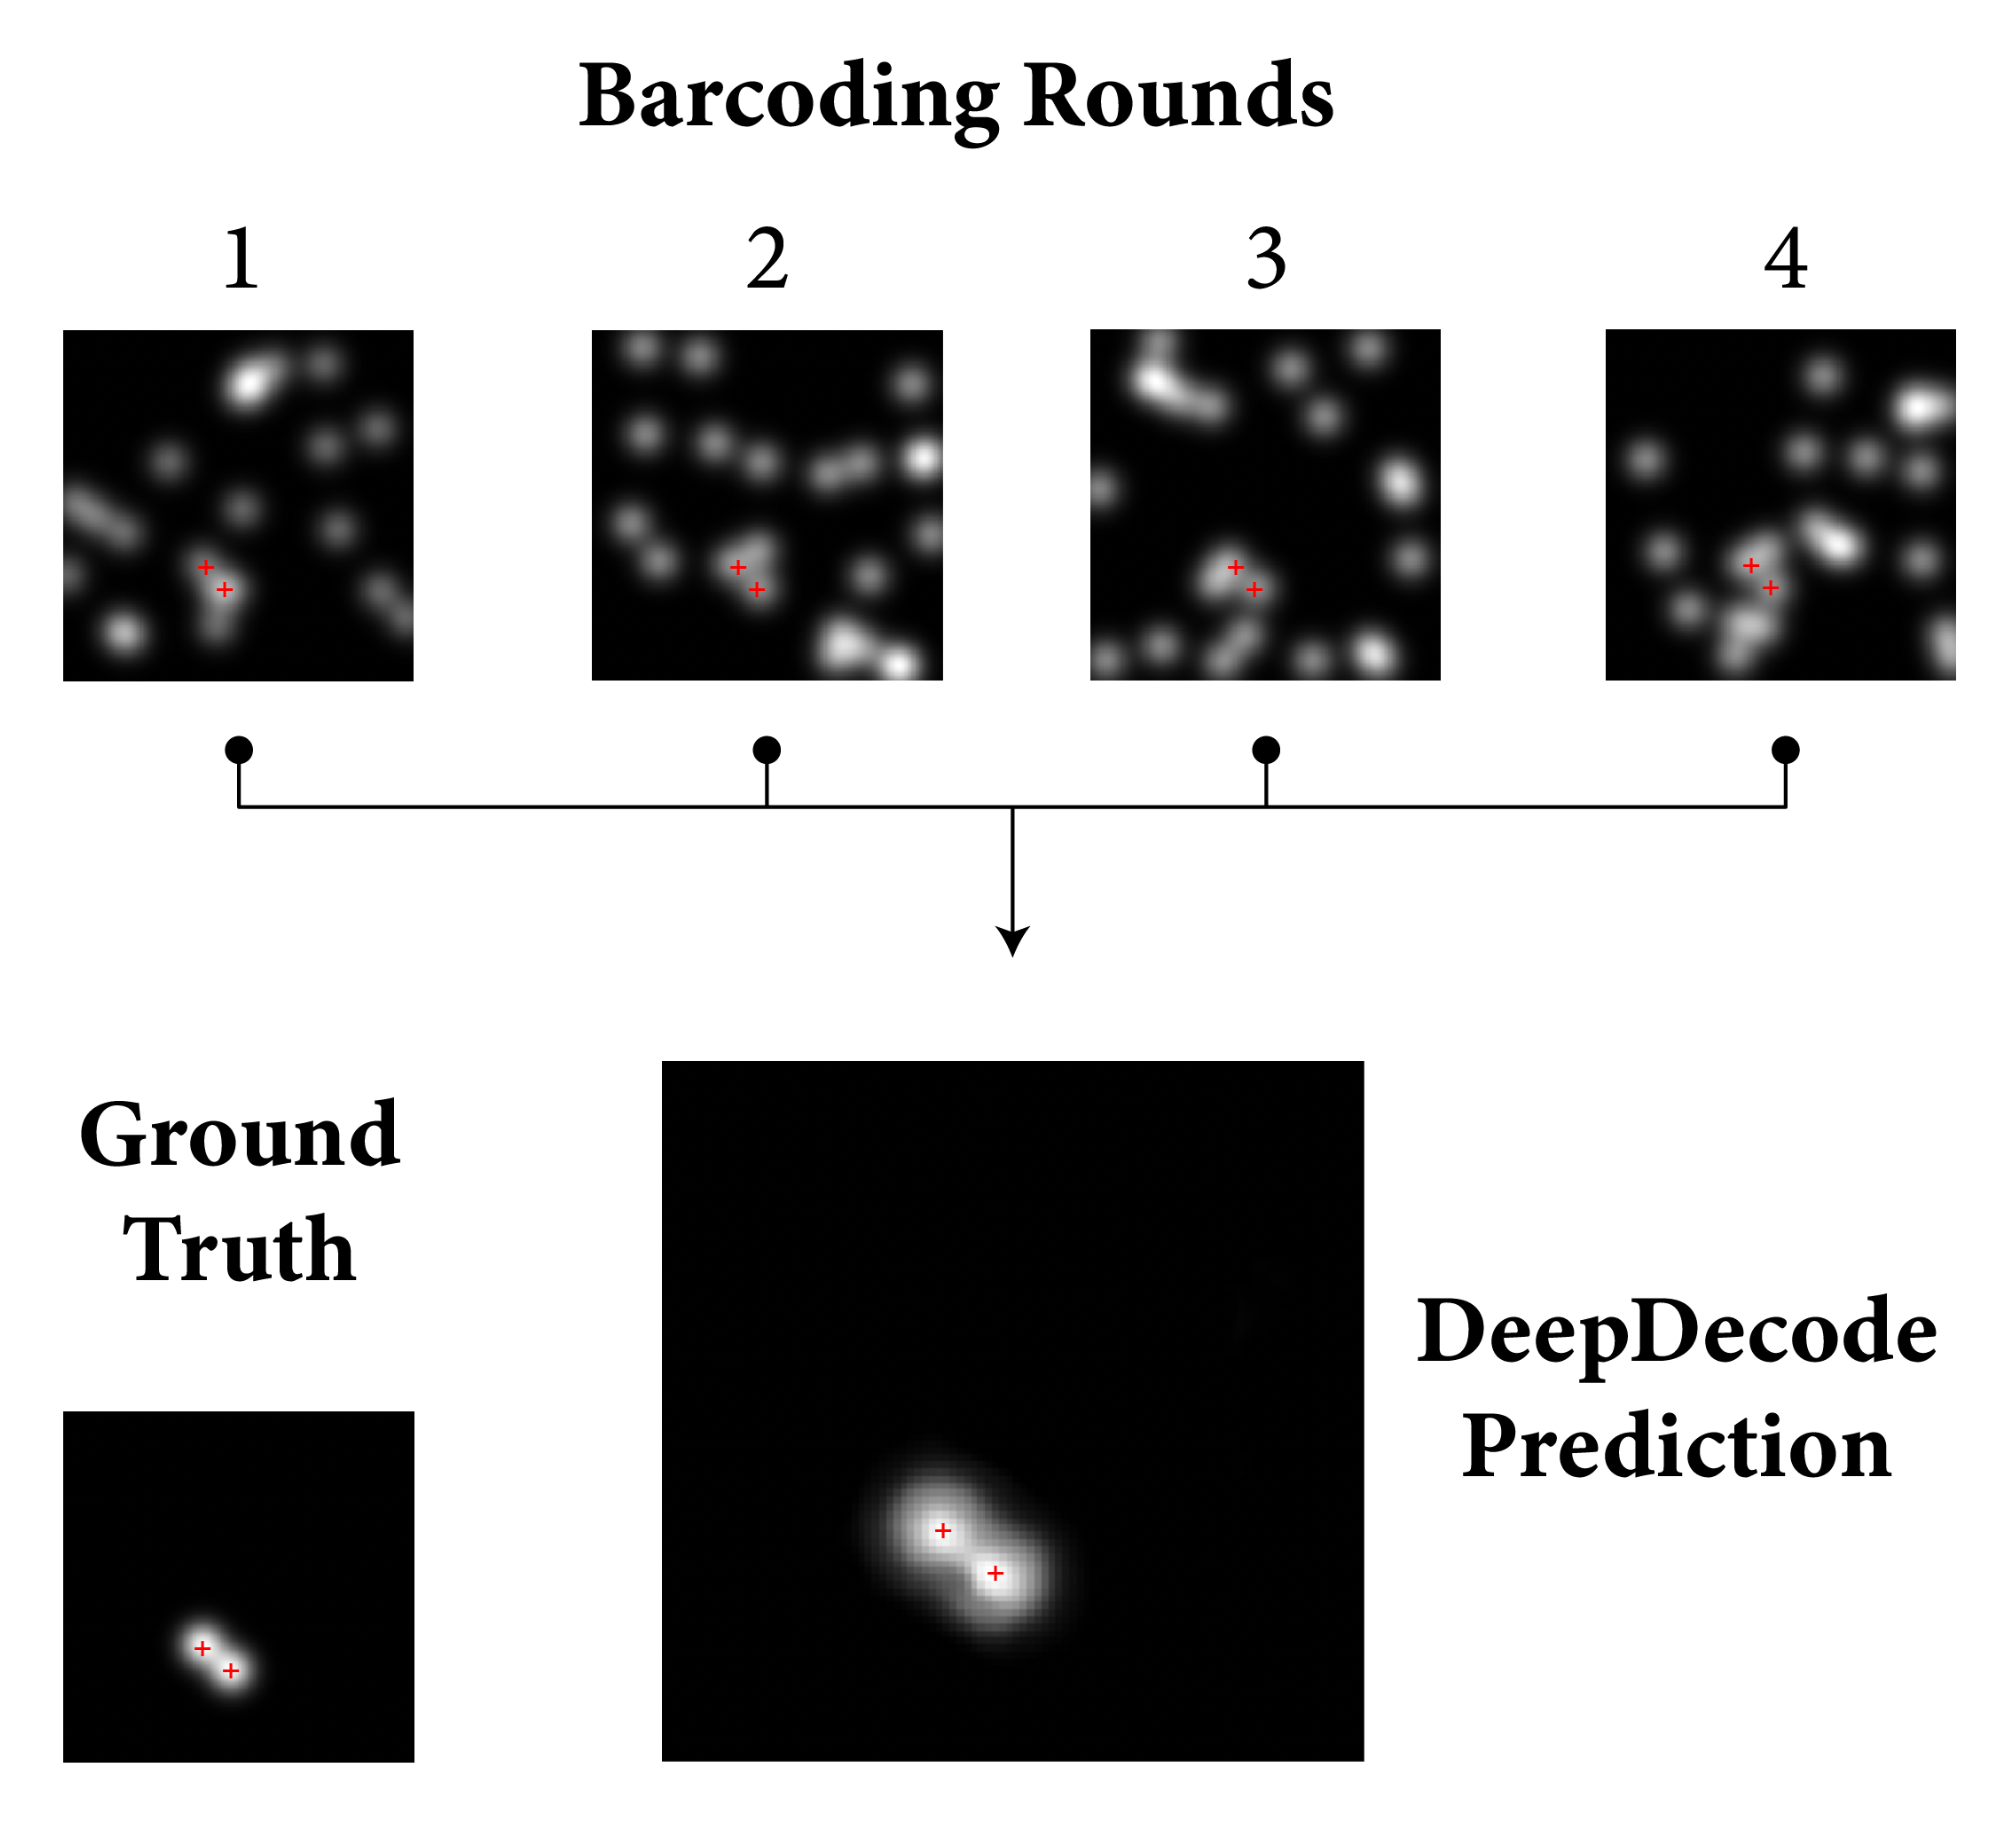 Barcoding Rounds
1 2 3 4
Ground
Truth
DeepDecode
Prediction